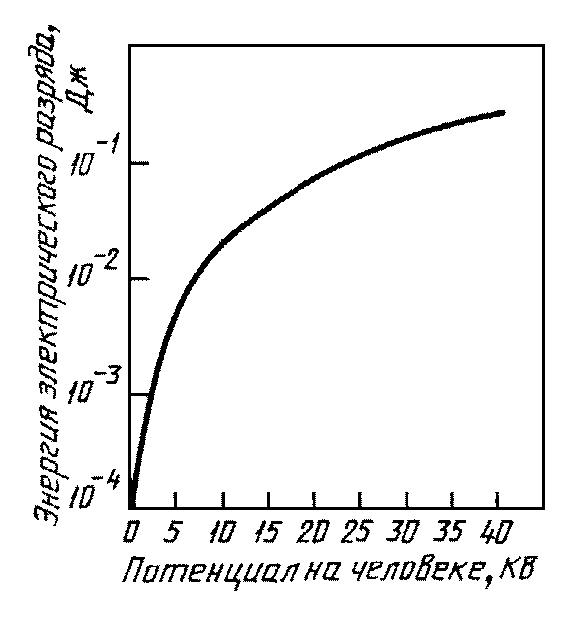 Энергия электрического разряда,
Дж
10⁻¹
10⁻²
10⁻³
10⁻⁴
0 5 10 15 20 25 30 35 40
Потенциал на человеке, кв